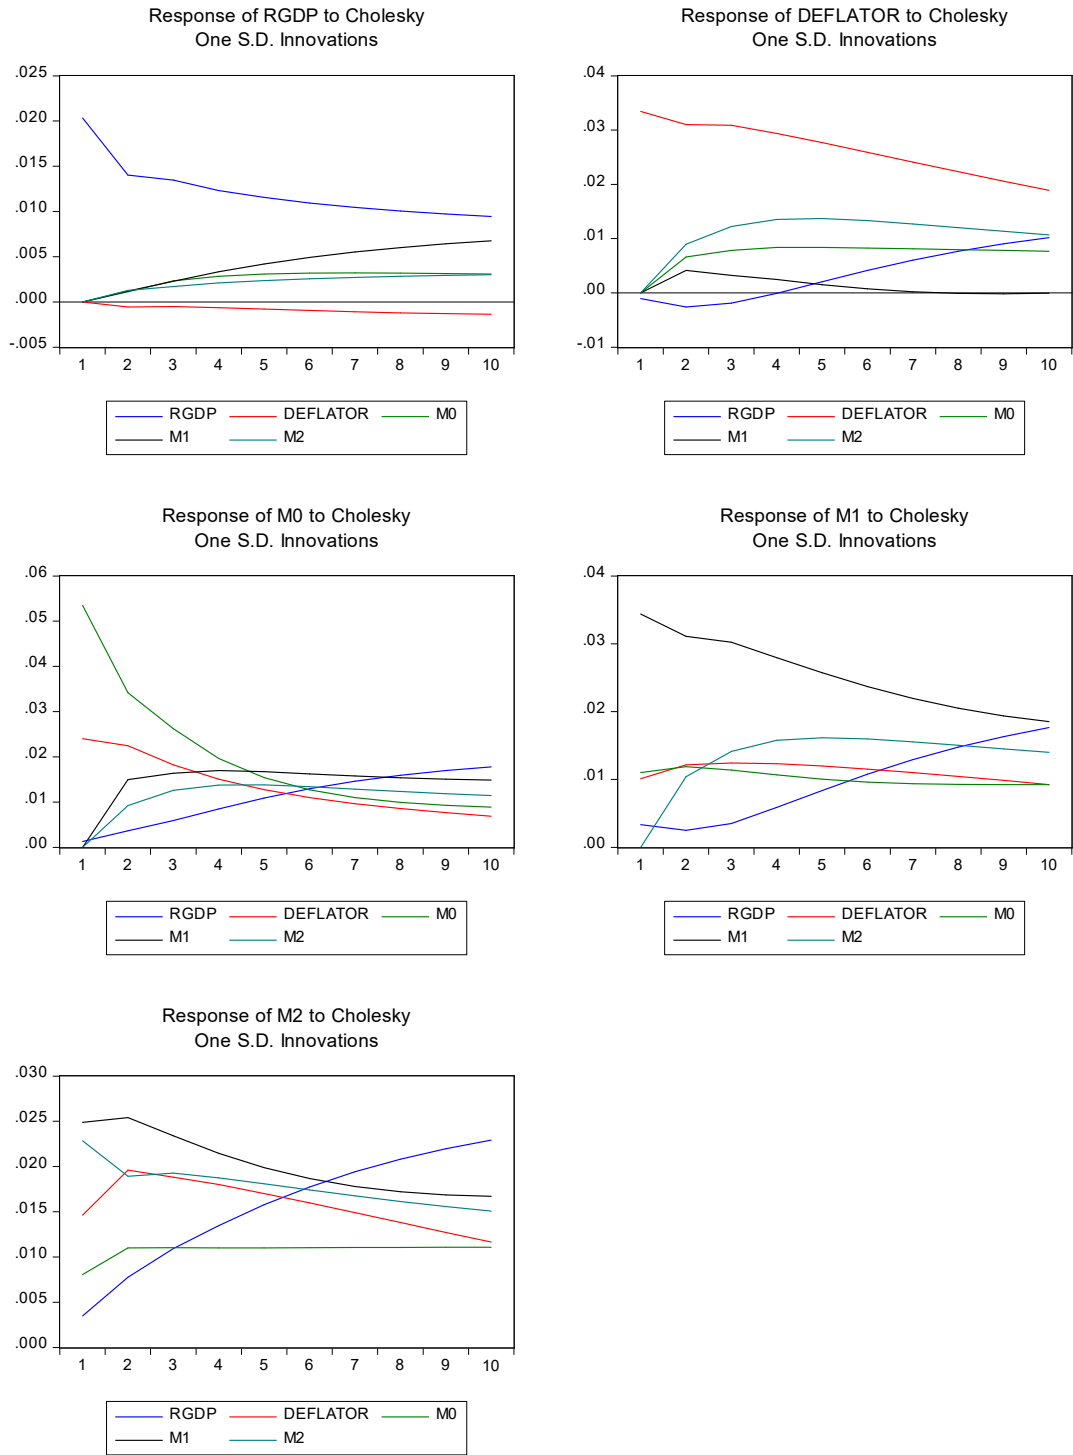 Response of RGDP to Cholesky
One S.D. Innovations
.025
.020
.015
.010
.005
.000
-.005
1 2 3 4 5 6 7 8 9 10
RGDP DEFLATOR M0
M1 M2
Response of DEFLATOR to Cholesky
One S.D. Innovations
.04
.03
.02
.01
.00
-.01
1 2 3 4 5 6 7 8 9 10
RGDP DEFLATOR M0
M1 M2
Response of M0 to Cholesky
One S.D. Innovations
.06
.05
.04
.03
.02
.01
.00
1 2 3 4 5 6 7 8 9 10
RGDP DEFLATOR M0
M1 M2
Response of M1 to Cholesky
One S.D. Innovations
.04
.03
.02
.01
.00
1 2 3 4 5 6 7 8 9 10
RGDP DEFLATOR M0
M1 M2
Response of M2 to Cholesky
One S.D. Innovations
.030
.025
.020
.015
.010
.005
.000
1 2 3 4 5 6 7 8 9 10
RGDP DEFLATOR M0
M1 M2